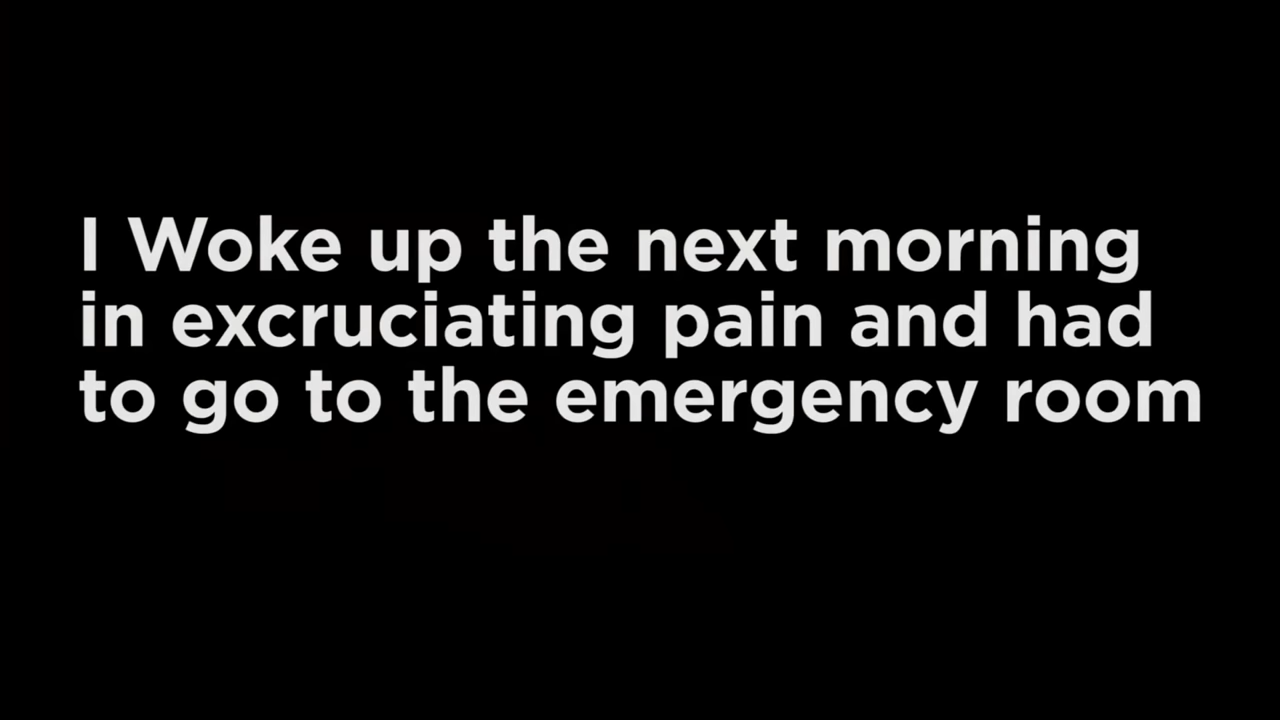 I Woke up the next morning
in excruciating pain and had
to go to the emergency room